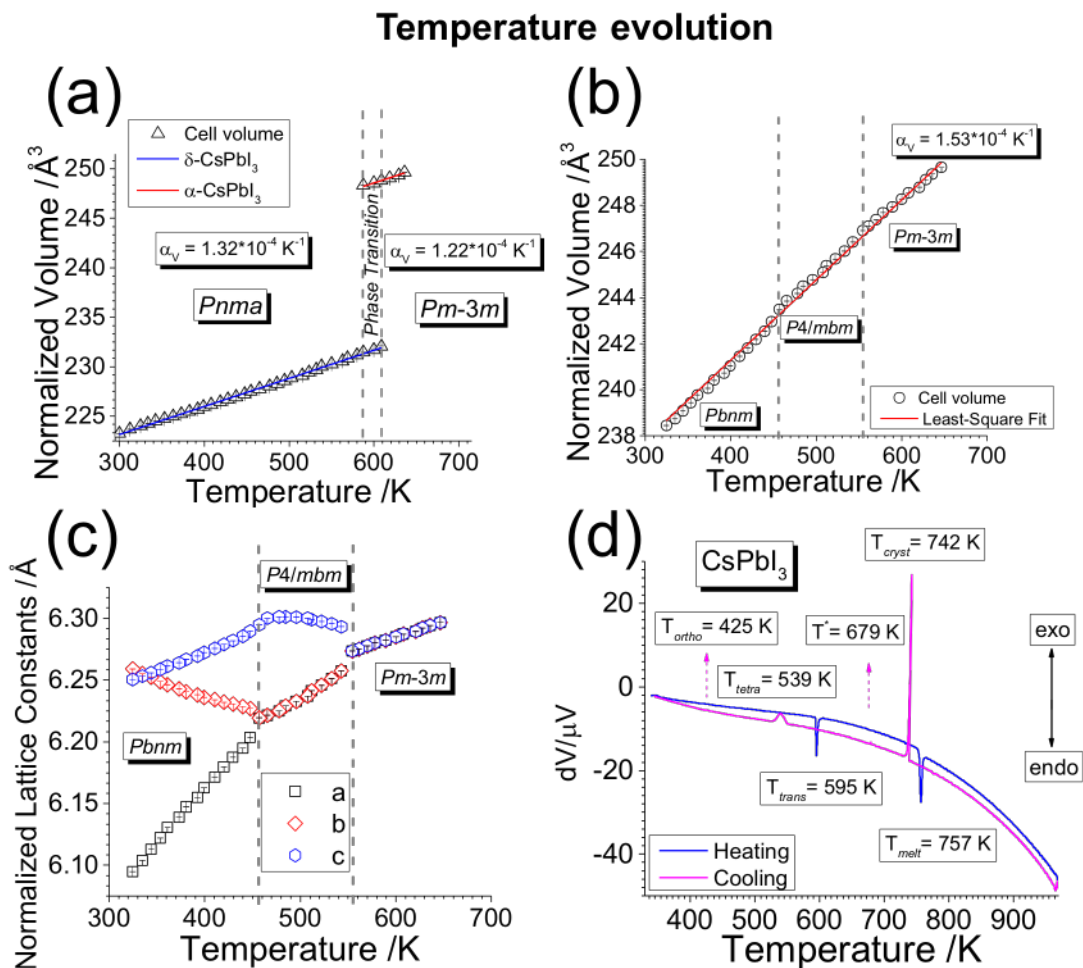 Temperature evolution
(a)
Cell volume
δ-CsPbI3
α-CsPbI3
αV = 1.32*10-4 K-1
αV = 1.22*10-4 K-1
Phase Transition
Pnma
Pm-3m
Normalized Volume /Å3
250
245
240
235
230
225
300 400 500 600 700
Temperature /K
(b)
αV = 1.53*10-4 K-1
Pm-3m
P4/mbm
Pbnm
Cell volume
Least-Square Fit
Normalized Volume /Å3
250
248
246
244
242
240
238
300 400 500 600 700
Temperature /K
(c)
P4/mbm
Pm-3m
Pbnm
a
b
c
Normalized Lattice Constants /Å
6.30
6.25
6.20
6.15
6.10
300 400 500 600 700
Temperature /K
(d)
CsPbI3
Tcryst= 742 K
Tortho= 425 K
T*= 679 K
Ttetra= 539 K
exo
endo
Ttrans= 595 K
Tmelt= 757 K
Heating
Cooling
dV/μV
20
0
-20
-40
400 500 600 700 800 900
Temperature /K